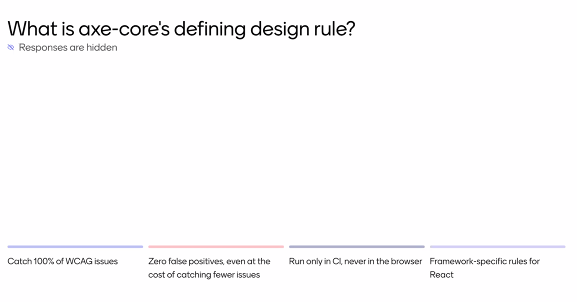 What is axe-core's defining design rule?
Responses are hidden
Catch 100% of WCAG issues
Zero false positives, even at the
cost of catching fewer issues
Run only in CI, never in the browser
Framework-specific rules for
React